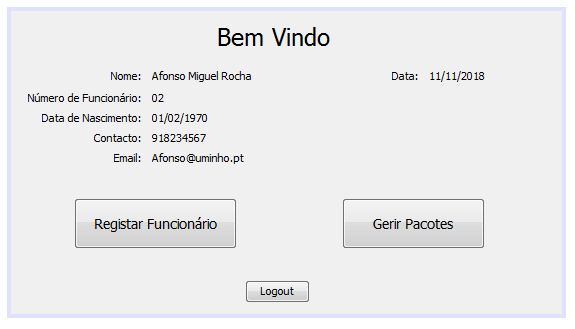 Bem Vindo
Nome: Afonso Miguel Rocha Data: 11/11/2018
Número de Funcionário: 02
Data de Nascimento: 01/02/1970
Contacto: 918234567
Email: Afonso@uminho.pt
Registar Funcionário Gerir Pacotes
Logout